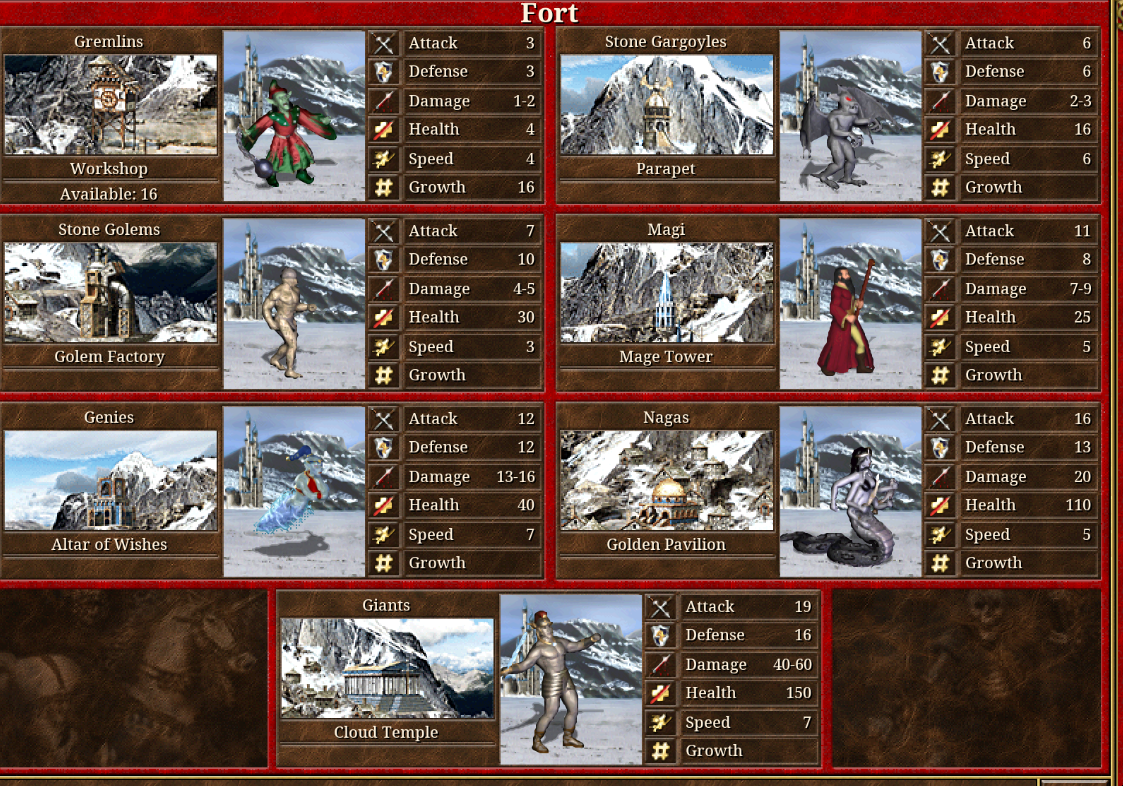 Fort
Gremlins
Workshop
Available: 16
Attack 3
Defense 3
Damage 1-2
Health 4
Speed 4
Growth 16
Stone Gargoyles
Parapet
Attack 6
Defense 6
Damage 2-3
Health 16
Speed 6
Growth
Stone Golems
Golem Factory
Attack 7
Defense 10
Damage 4-5
Health 30
Speed 3
Growth
Magi
Mage Tower
Attack 11
Defense 8
Damage 7-9
Health 25
Speed 5
Growth
Genies
Altar of Wishes
Attack 12
Defense 12
Damage 13-16
Health 40
Speed 7
Growth
Nagas
Golden Pavilion
Attack 16
Defense 13
Damage 20
Health 110
Speed 5
Growth
Giants
Cloud Temple
Attack 19
Defense 16
Damage 40-60
Health 150
Speed 7
Growth